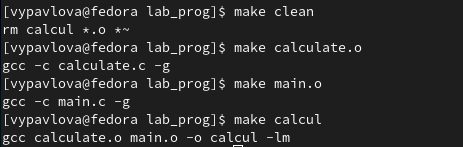 [vypavlova@fedora lab_prog]$ make clean
rm calcul *.o *~
[vypavlova@fedora lab_prog]$ make calculate.o
gcc -c calculate.c -g
[vypavlova@fedora lab_prog]$ make main.o
gcc -c main.c -g
[vypavlova@fedora lab_prog]$ make calcul
gcc calculate.o main.o -o calcul -lm